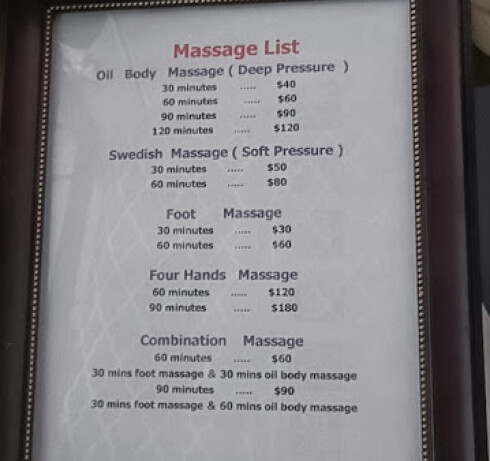 Massage List
Oil Body Massage ( Deep Pressure )
30 minutes ..... $40
60 minutes ..... $60
90 minutes ..... $90
120 minutes ..... $120
Swedish Massage ( Soft Pressure )
30 minutes ..... $50
60 minutes ..... $80
Foot Massage
30 minutes ..... $30
60 minutes ..... $60
Four Hands Massage
60 minutes ..... $120
90 minutes ..... $180
Combination Massage
60 minutes ..... $60
30 mins foot massage & 30 mins oil body massage
90 minutes ..... $90
30 mins foot massage & 60 mins oil body massage